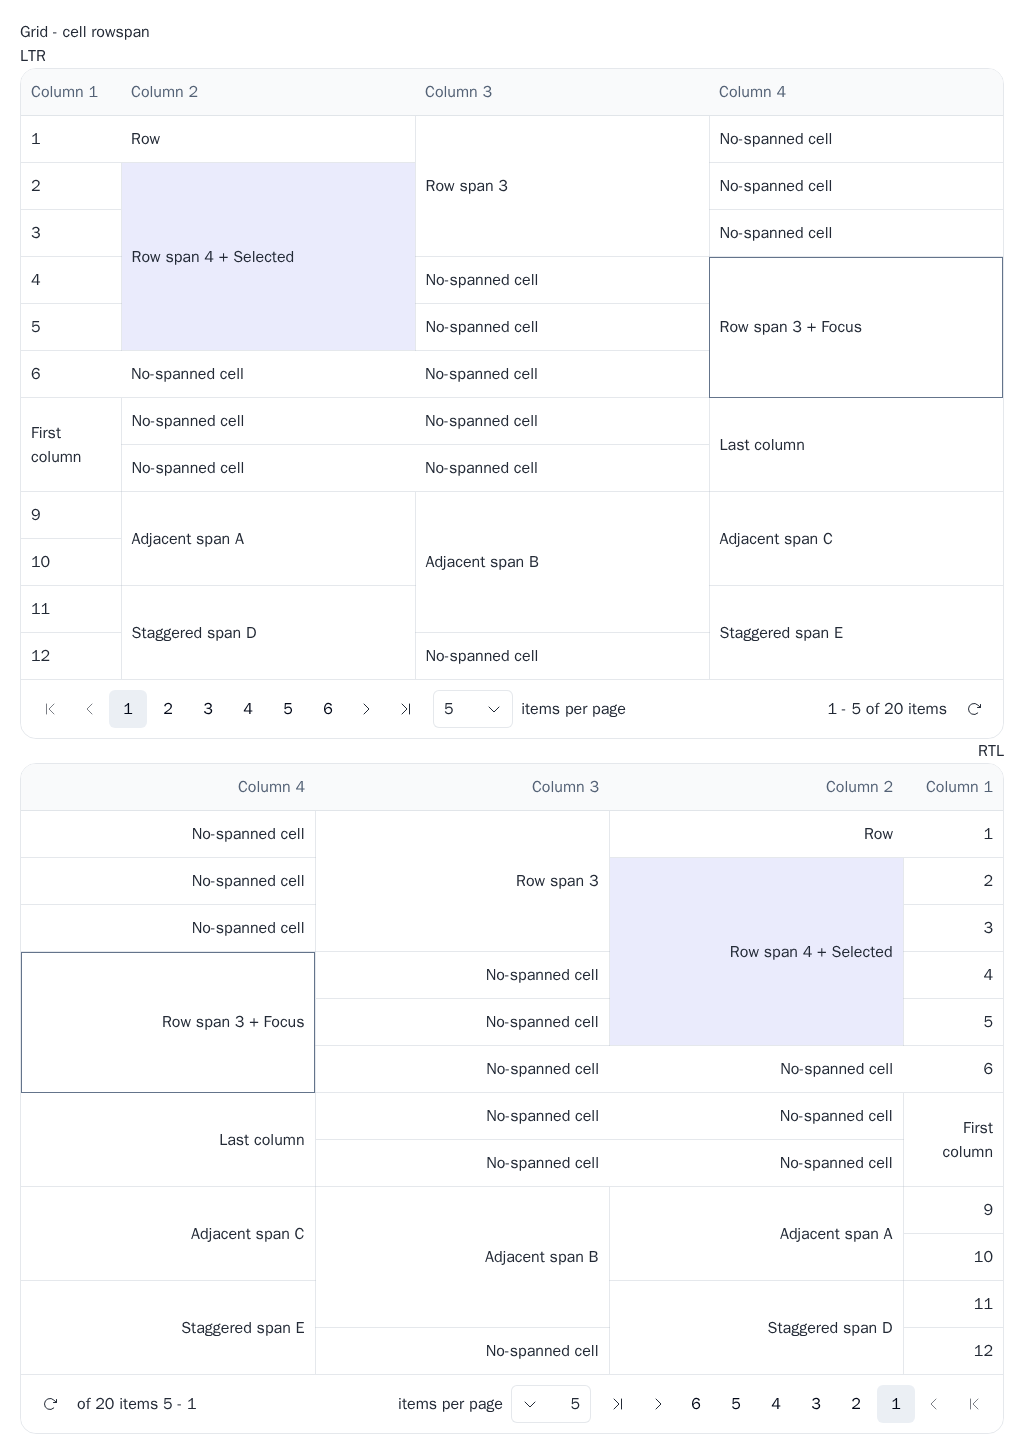 Grid - cell rowspan
LTR
Column 1 Column 2 Column 3 Column 4
1 Row No-spanned cell
2 Row span 3 No-spanned cell
3 No-spanned cell
Row span 4 + Selected
4 No-spanned cell
5 No-spanned cell Row span 3 + Focus
6 No-spanned cell No-spanned cell
No-spanned cell No-spanned cell
First
column Last column
No-spanned cell No-spanned cell
9
Adjacent span A Adjacent span C
10 Adjacent span B
11
Staggered span D Staggered span E
12 No-spanned cell
1 2 3 4 5 6 5 items per page 1 - 5 of 20 items
RTL
Column 4 Column 3 Column 2 Column 1
No-spanned cell Row 1
No-spanned cell Row span 3 2
No-spanned cell 3
Row span 4 + Selected
No-spanned cell 4
Row span 3 + Focus No-spanned cell 5
No-spanned cell No-spanned cell 6
No-spanned cell No-spanned cell
First
Last column column
No-spanned cell No-spanned cell
9
Adjacent span C Adjacent span A
Adjacent span B 10
11
Staggered span E Staggered span D
No-spanned cell 12
of 20 items 5 - 1 items per page 5 6 5 4 3 2 1